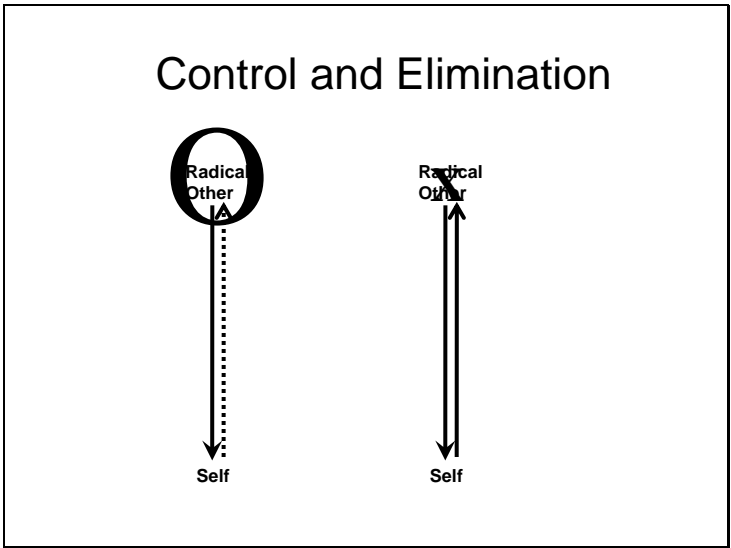 Control and Elimination
O
Radical
Other
x
Radical
Other
Self
Self